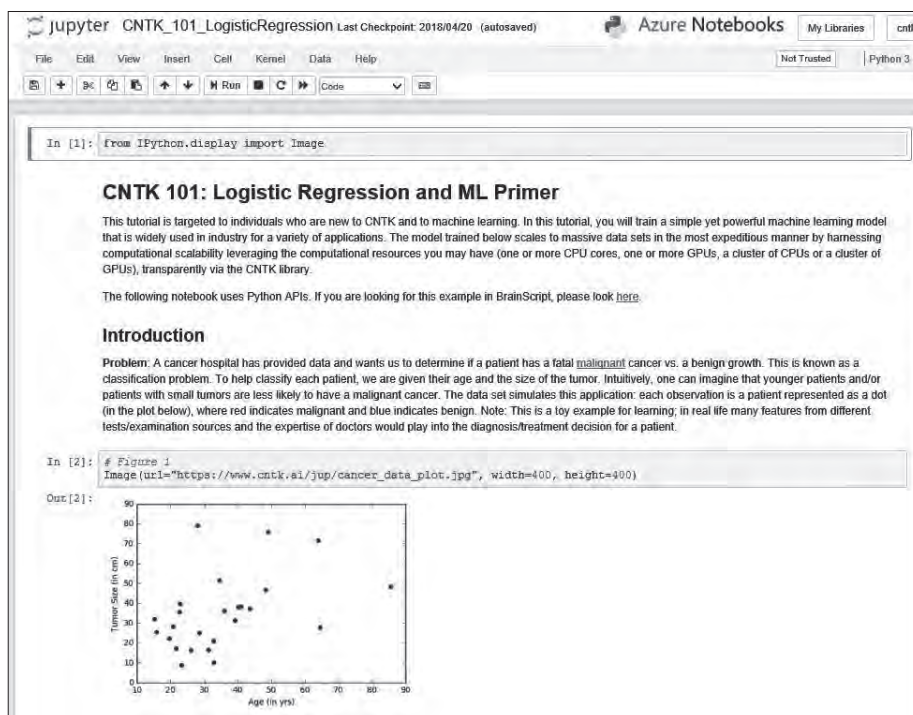 jupyter CNTK_101_LogisticRegression Last Checkpoint: 2018/04/20 (autosaved) Azure Notebooks My Libraries
File Edit View Insert Cell Kernel Data Help Not Trusted Python 3
Run Code
In [1]: from IPython.display import Image
CNTK 101: Logistic Regression and ML Primer
This tutorial is targeted to individuals who are new to CNTK and to machine learning. In this tutorial, you will train a simple yet powerful machine learning model
that is widely used in industry for a variety of applications. The model trained below scales to massive data sets in the most expeditious manner by harnessing
computational scalability leveraging the computational resources you may have (one or more CPU cores, one or more GPUs, a cluster of CPUs or a cluster of
GPUs), transparently via the CNTK library.
The following notebook uses Python APIs. If you are looking for this example in BrainScript, please look here.
Introduction
Problem: A cancer hospital has provided data and wants us to determine if a patient has a fatal malignant cancer vs. a benign growth. This is known as a
classification problem. To help classify each patient, we are given their age and the size of the tumor. Intuitively, one can imagine that younger patients and/or
patients with small tumors are less likely to have a malignant cancer. The data set simulates this application: each observation is a patient represented as a dot
(in the plot below), where red indicates malignant and blue indicates benign. Note: This is a toy example for learning; in real life many features from different
tests/examination sources and the expertise of doctors would play into the diagnosis/treatment decision for a patient.
In [2]: # Figure 1
Image(url="https://www.cntk.ai/jup/cancer_data_plot.jpg", width=400, height=400)
Out[2]:
90
80
70
60
50
40
30
20
10
0
Tumor Size (in cm)
10 20 30 40 50 60 70 80 90
Age (in yrs)